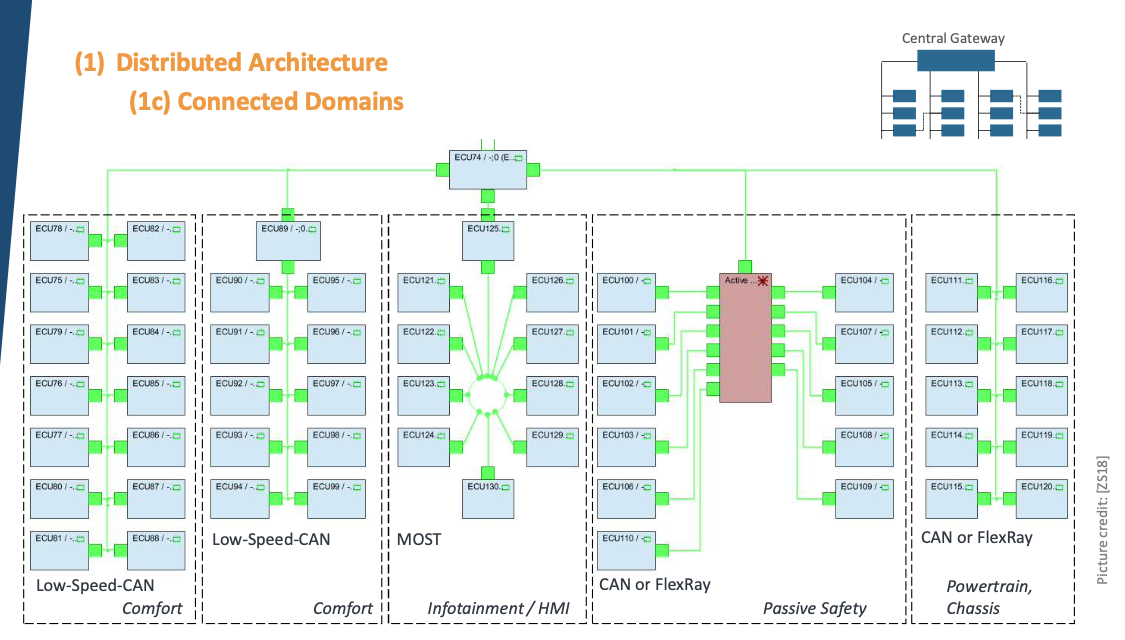 (1) Distributed Architecture
(1c) Connected Domains
Central Gateway
ECU74 / -;0 (E...
ECU78 / -..
ECU82 / -..
ECU75 / -..
ECU83 / -..
ECU79 / -..
ECU84 / -..
ECU76 / -..
ECU85 / -..
ECU77 / -..
ECU86 / -..
ECU80 / -..
ECU87 / -..
ECU81 / -..
ECU88 / -..
Low-Speed-CAN
Comfort
ECU89 / -;0..
ECU90 / -..
ECU95 / -..
ECU91 / -..
ECU96 / -..
ECU92 / -..
ECU97 / -..
ECU93 / -..
ECU98 / -..
ECU94 / -..
ECU99 / -..
Low-Speed-CAN
Comfort
ECU125..
ECU121..
ECU126..
ECU122..
ECU127..
ECU123..
ECU128..
ECU124..
ECU129..
ECU130..
MOST
Infotainment / HMI
Active ...
ECU100 / -
ECU104 / -
ECU101 / -
ECU107 / -
ECU102 / -
ECU105 / -
ECU103 / -
ECU108 / -
ECU106 / -
ECU109 / -
ECU110 / -
CAN or FlexRay
Passive Safety
ECU111..
ECU116..
ECU112..
ECU117..
ECU113..
ECU118..
ECU114..
ECU119..
ECU115..
ECU120..
CAN or FlexRay
Powertrain,
Chassis
Picture credit: [ZS18]